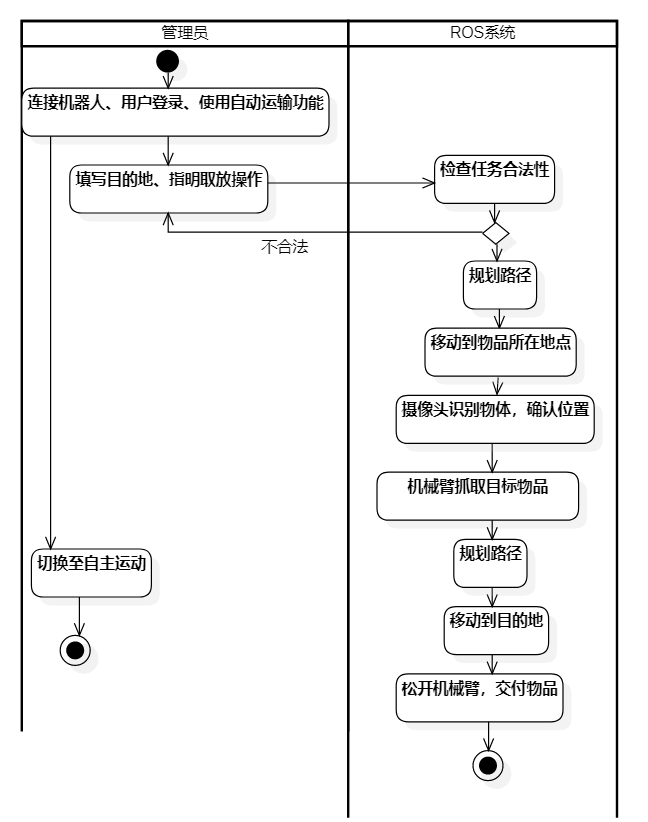 管理员
ROS系统
连接机器人、用户登录、使用自动运输功能
填写目的地、指明取放操作
检查任务合法性
不合法
规划路径
移动到物品所在地点
摄像头识别物体，确认位置
机械臂抓取目标物品
规划路径
切换至自主运动
移动到目的地
松开机械臂，交付物品